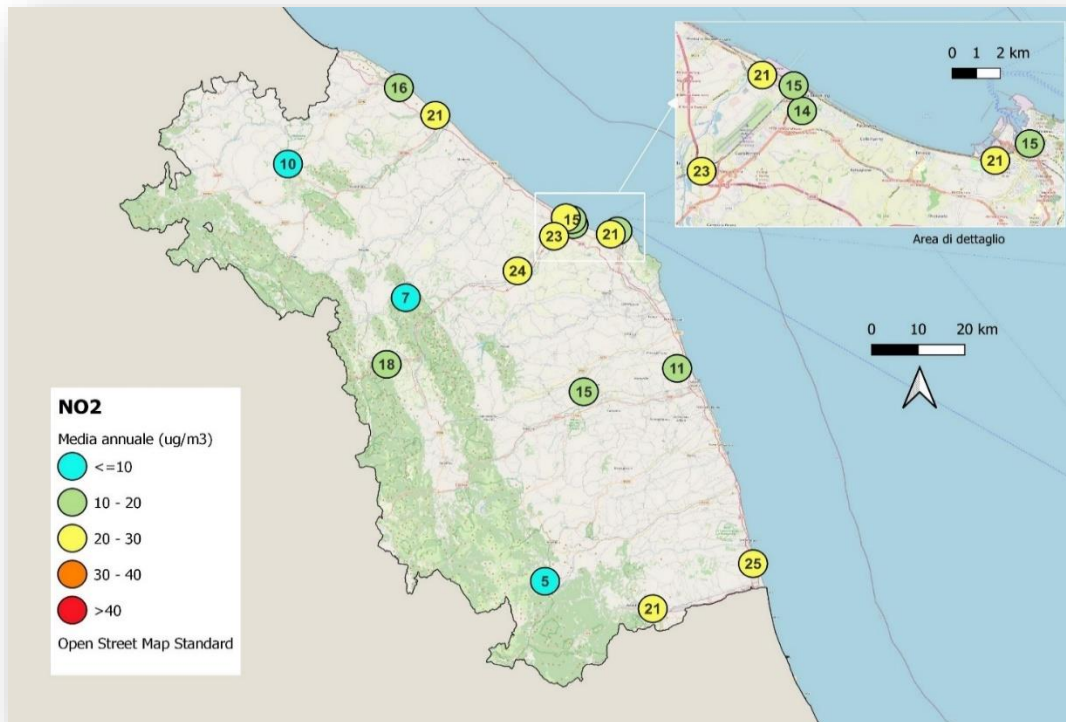 0 1 2 km
21
15
14
23
21
15
Area di dettaglio
16
21
10
15
23
21
24
7
0 10 20 km
18
15
11
5
25
21
NO2
Media annuale (ug/m3)
<=10
10 - 20
20 - 30
30 - 40
>40
Open Street Map Standard